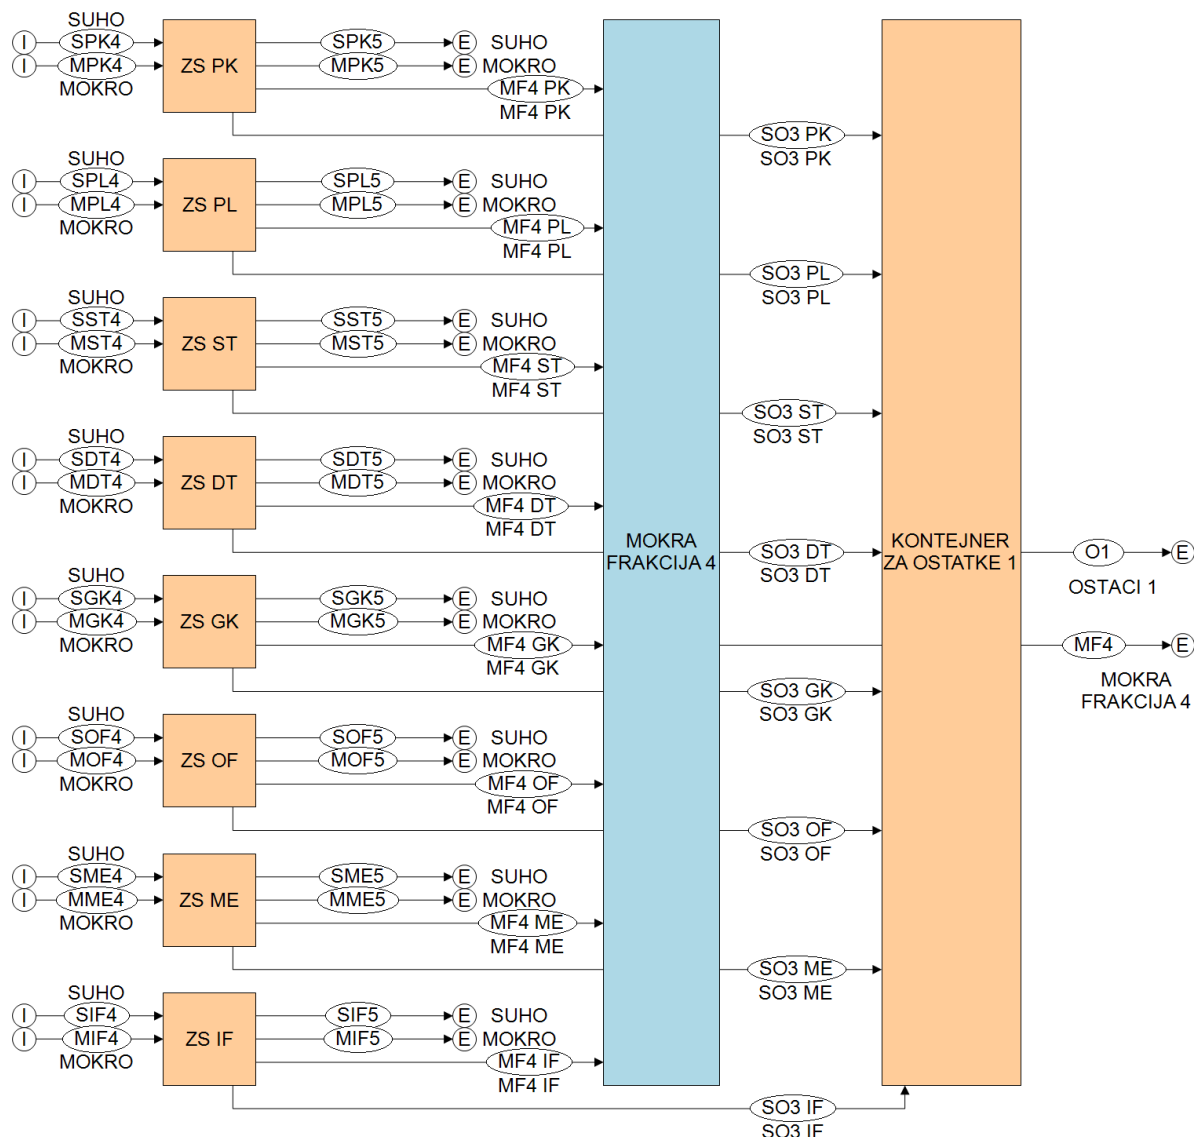 SUHO
I SPK4 ZS PK SPK5 E SUHO
I MPK4 MPK5 E MOKRO
MOKRO MF4 PK
MF4 PK
SO3 PK
SO3 PK
SUHO
I SPL4 ZS PL SPL5 E SUHO
I MPL4 MPL5 E MOKRO
MOKRO MF4 PL
MF4 PL
SO3 PL
SO3 PL
SUHO
I SST4 ZS ST SST5 E SUHO
I MST4 MST5 E MOKRO
MOKRO MF4 ST
MF4 ST
SO3 ST
SO3 ST
SUHO
I SDT4 ZS DT SDT5 E SUHO
I MDT4 MDT5 E MOKRO
MOKRO MF4 DT
MF4 DT
MOKRA
FRAKCIJA 4
SO3 DT
SO3 DT
KONTEJNER
ZA OSTATKE 1
O1 E
OSTACI 1
SUHO
I SGK4 ZS GK SGK5 E SUHO
I MGK4 MGK5 E MOKRO
MOKRO MF4 GK
MF4 GK
MF4 E
MOKRA
FRAKCIJA 4
SO3 GK
SO3 GK
SUHO
I SOF4 ZS OF SOF5 E SUHO
I MOF4 MOF5 E MOKRO
MOKRO MF4 OF
MF4 OF
SO3 OF
SO3 OF
SUHO
I SME4 ZS ME SME5 E SUHO
I MME4 MME5 E MOKRO
MOKRO MF4 ME
MF4 ME
SO3 ME
SO3 ME
SUHO
I SIF4 ZS IF SIF5 E SUHO
I MIF4 MIF5 E MOKRO
MOKRO MF4 IF
MF4 IF
SO3 IF
SO3 IF